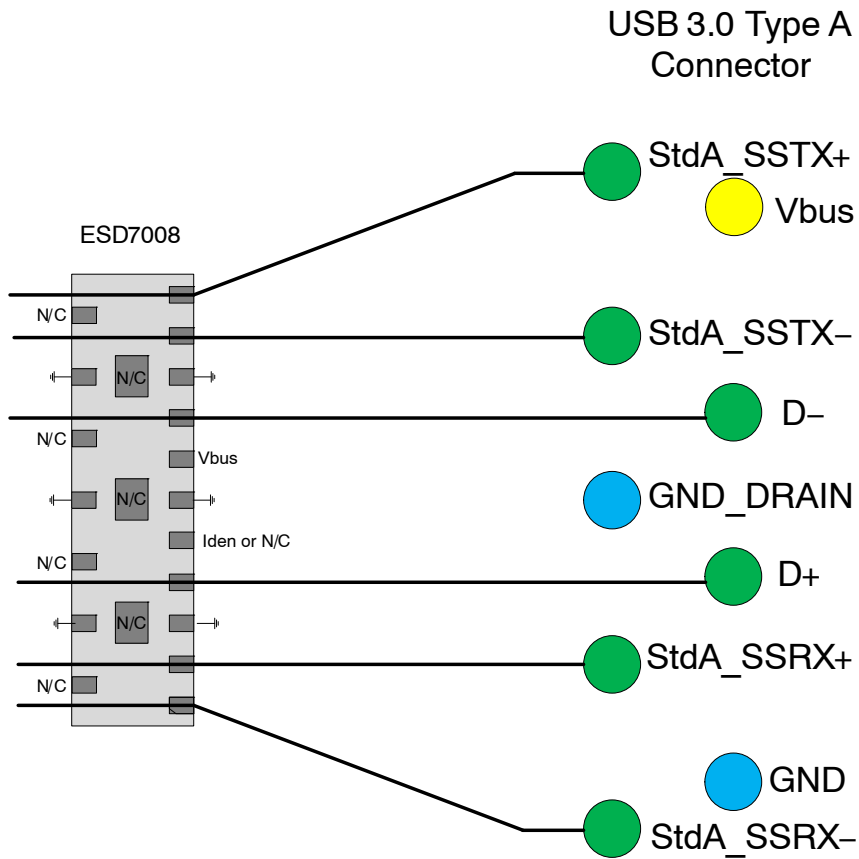 USB 3.0 Type A
Connector
StdA_SSTX+
Vbus
ESD7008
N/C
StdA_SSTX−
N/C
D−
N/C
Vbus
N/C
GND_DRAIN
Iden or N/C
N/C
D+
N/C
StdA_SSRX+
N/C
GND
StdA_SSRX−